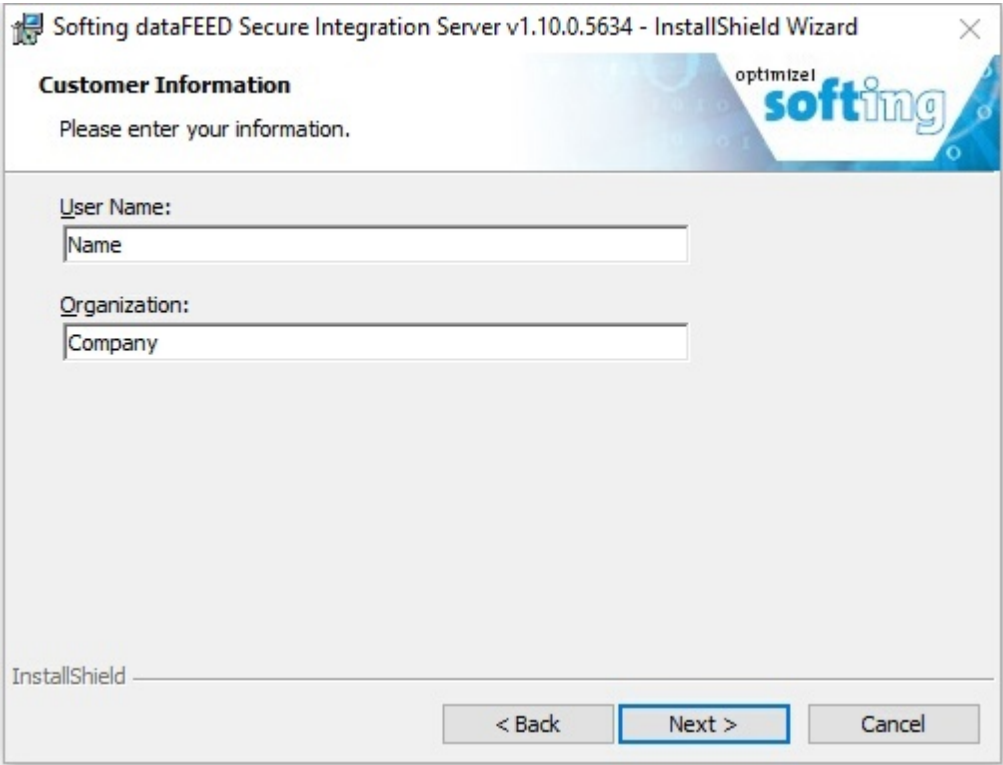 Softing dataFEED Secure Integration Server v1.10.0.5634 - InstallShield Wizard
Customer Information
Please enter your information.
optimize!
softing
User Name:
Name
Organization:
Company
InstallShield
< Back
Next >
Cancel